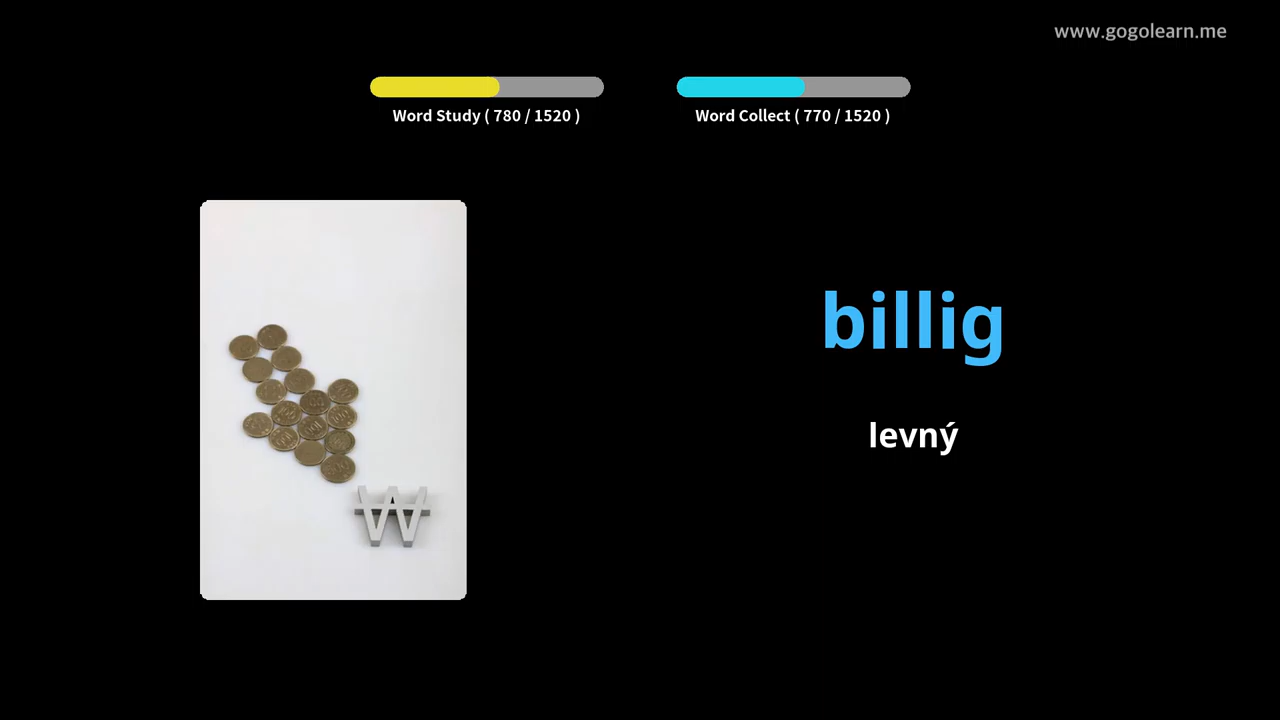 www.gogolearn.me
Word Study ( 780 / 1520 )
Word Collect ( 770 / 1520 )
billig
levný
₩